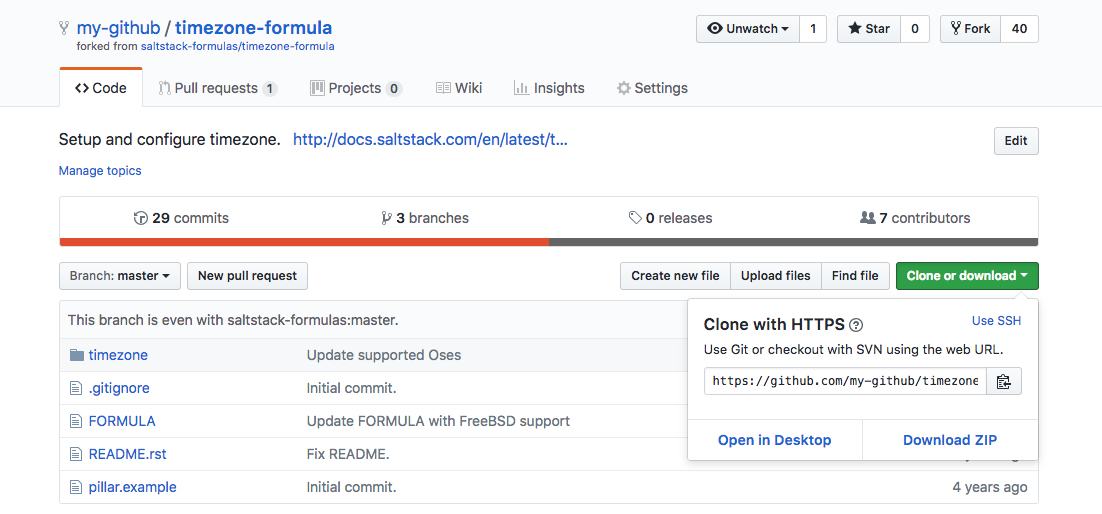 my-github / timezone-formula
forked from saltstack-formulas/timezone-formula
Unwatch 1 Star 0 Fork 40
Code Pull requests 1 Projects 0 Wiki Insights Settings
Setup and configure timezone. http://docs.saltstack.com/en/latest/t...
Edit
Manage topics
29 commits 3 branches 0 releases 7 contributors
Branch: master New pull request Create new file Upload files Find file Clone or download
This branch is even with saltstack-formulas:master.
timezone Update supported Oses
.gitignore Initial commit.
FORMULA Update FORMULA with FreeBSD support
README.rst Fix README.
pillar.example Initial commit. 4 years ago
Clone with HTTPS ? Use SSH
Use Git or checkout with SVN using the web URL.
https://github.com/my-github/timezone
Open in Desktop Download ZIP